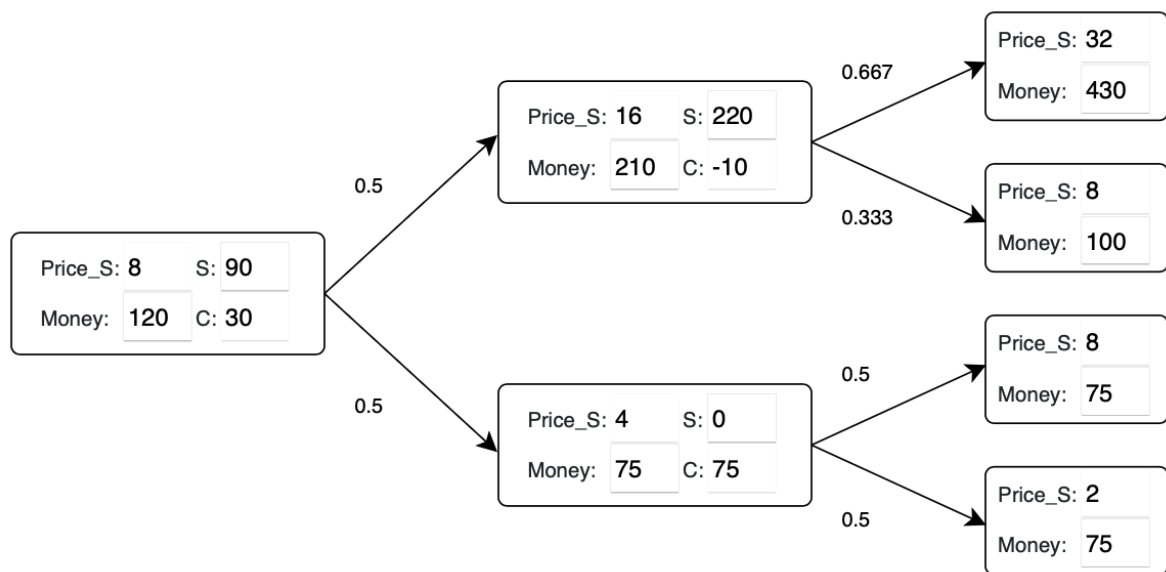 Price_S: 32
Money: 430
0.667
Price_S: 16 S: 220
Money: 210 C: -10
0.5
0.333
Price_S: 8
Money: 100
Price_S: 8 S: 90
Money: 120 C: 30
Price_S: 8
Money: 75
0.5
0.5
Price_S: 4 S: 0
Money: 75 C: 75
0.5
Price_S: 2
Money: 75